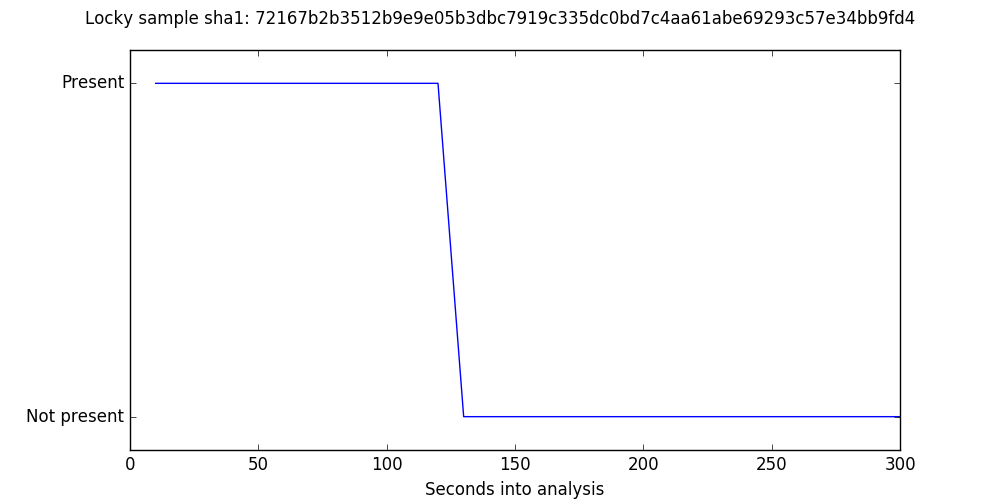 Locky sample sha1: 72167b2b3512b9e9e05b3dbc7919c335dc0bd7c4aa61abe69293c57e34bb9fd4
Present
Not present
0 50 100 150 200 250 300
Seconds into analysis